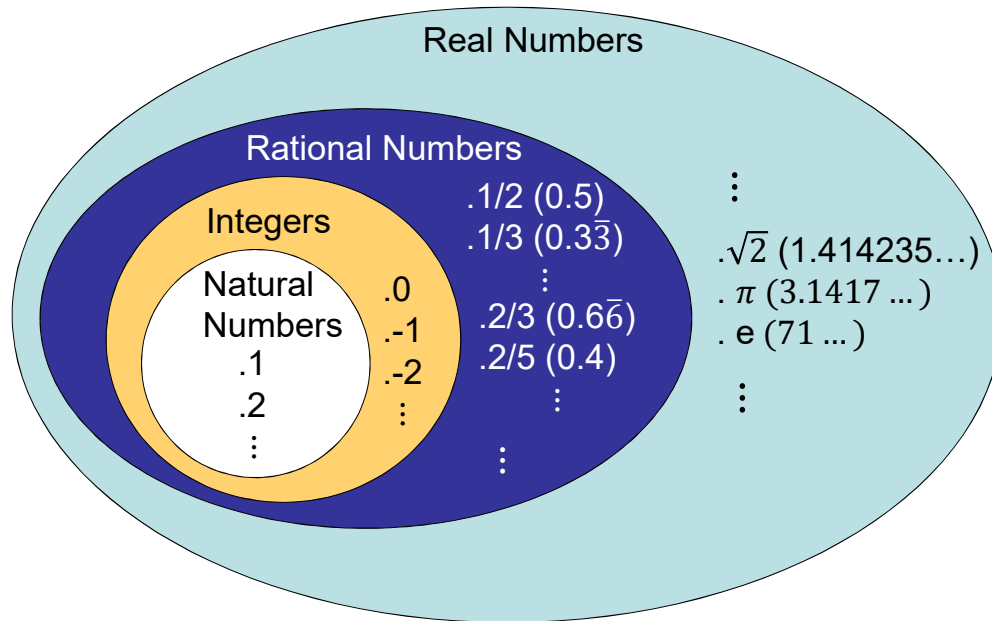 Real Numbers
Rational Numbers
.1/2 (0.5)
.1/3 (0.33̅)
⋮
.2/3 (0.66̅)
.2/5 (0.4)
⋮
⋮
Integers
.0
.-1
.-2
⋮
Natural
Numbers
.1
.2
⋮
⋮
.√2 (1.414235…)
. π (3.1417 ...)
. e (71 ...)
⋮